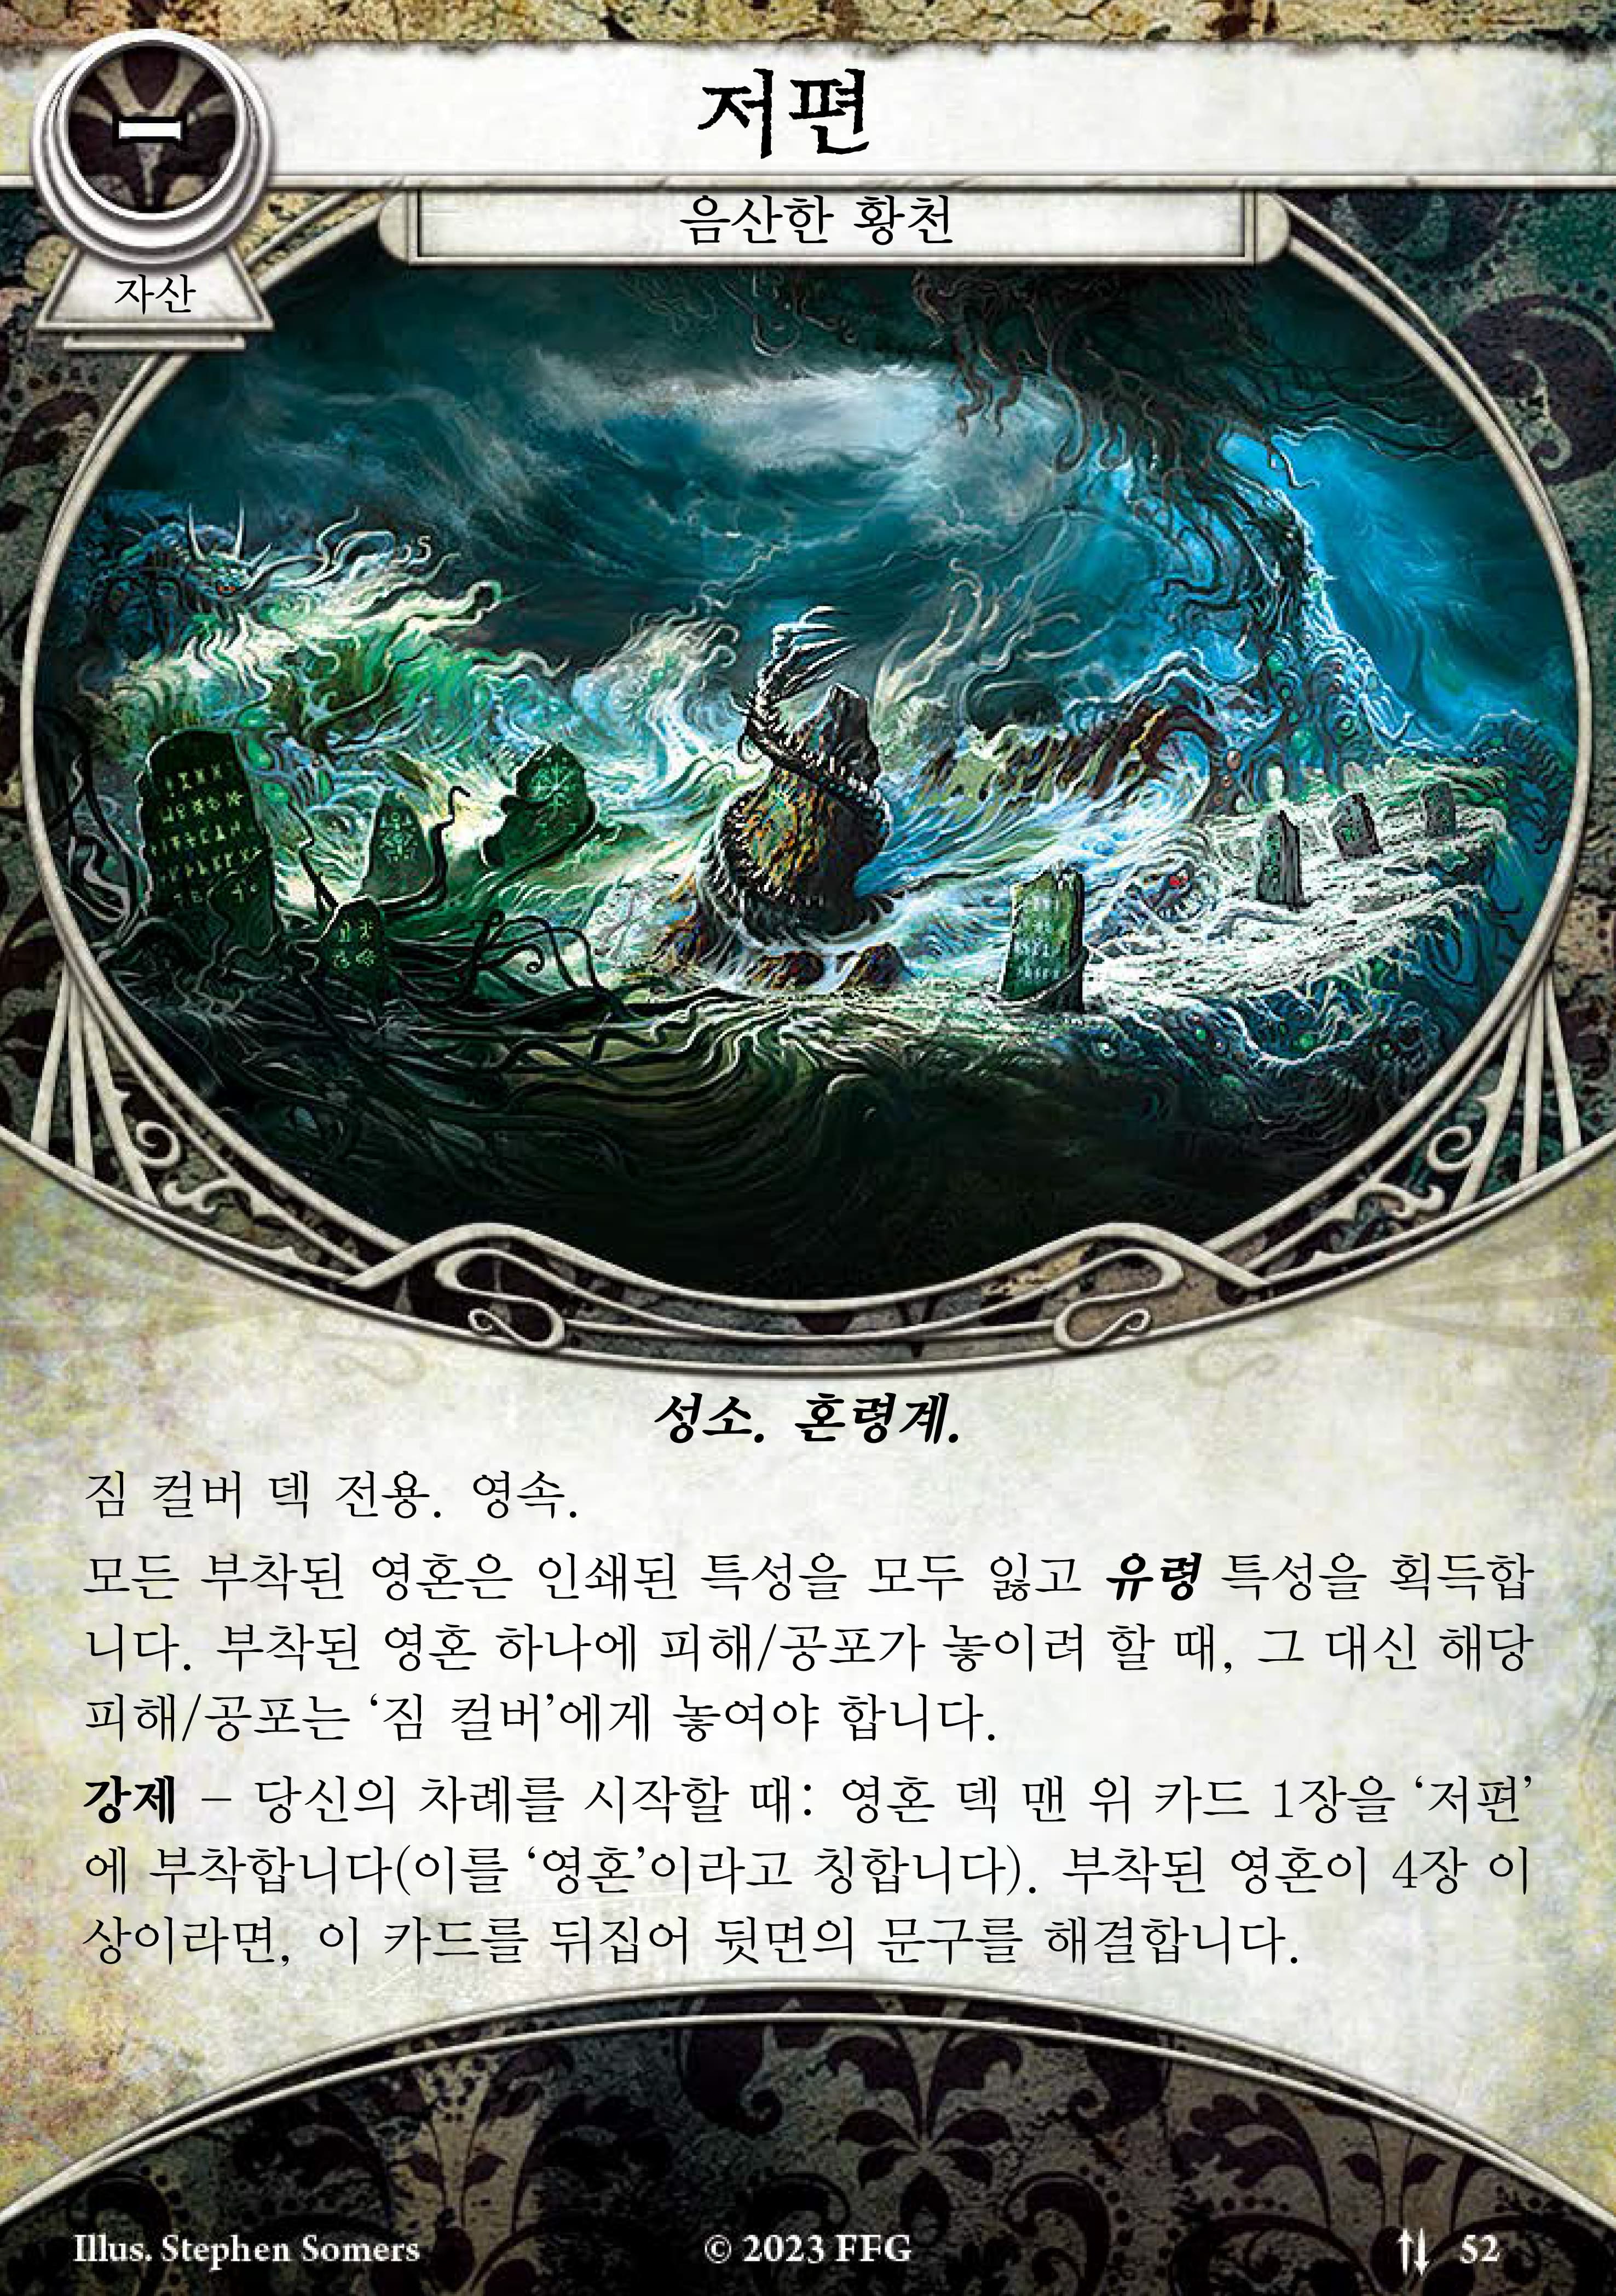 저편
음산한 황천
자산
성소. 혼령계.
짐 컬버 덱 전용. 영속.
모든 부착된 영혼은 인쇄된 특성을 모두 잃고 유령 특성을 획득합
니다. 부착된 영혼 하나에 피해/공포가 놓이려 할 때, 그 대신 해당
피해/공포는 ‘짐 컬버’에게 놓여야 합니다.
강제 – 당신의 차례를 시작할 때: 영혼 덱 맨 위 카드 1장을 ‘저편’
에 부착합니다(이를 ‘영혼’이라고 칭합니다). 부착된 영혼이 4장 이
상이라면, 이 카드를 뒤집어 뒷면의 문구를 해결합니다.
Illus. Stephen Somers
© 2023 FFG
52